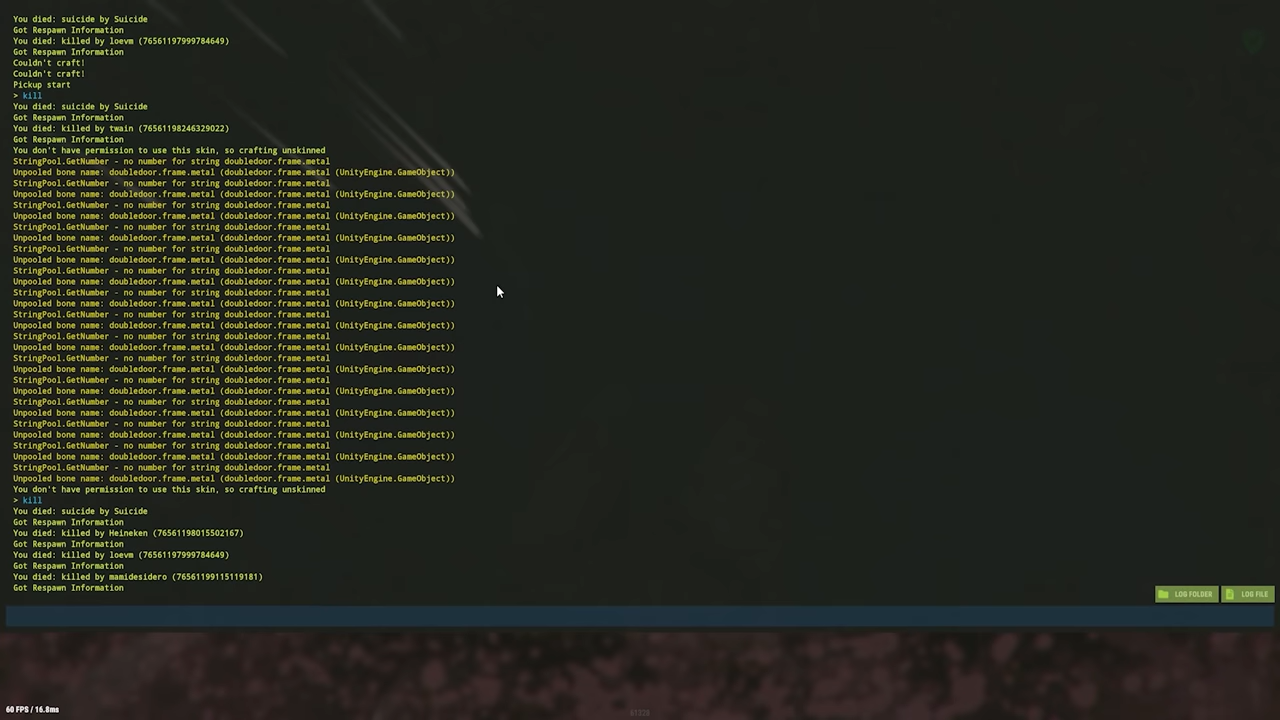 You died: suicide by Suicide
Got Respawn Information
You died: killed by loevm (76561197999784649)
Got Respawn Information
Couldn't craft!
Couldn't craft!
Pickup start
> kill
You died: suicide by Suicide
Got Respawn Information
You died: killed by twain (76561198246329022)
Got Respawn Information
You don't have permission to use this skin, so crafting unskinned
StringPool.GetNumber - no number for string doubledoor.frame.metal
Unpooled bone name: doubledoor.frame.metal (doubledoor.frame.metal (UnityEngine.GameObject))
StringPool.GetNumber - no number for string doubledoor.frame.metal
Unpooled bone name: doubledoor.frame.metal (doubledoor.frame.metal (UnityEngine.GameObject))
StringPool.GetNumber - no number for string doubledoor.frame.metal
Unpooled bone name: doubledoor.frame.metal (doubledoor.frame.metal (UnityEngine.GameObject))
StringPool.GetNumber - no number for string doubledoor.frame.metal
Unpooled bone name: doubledoor.frame.metal (doubledoor.frame.metal (UnityEngine.GameObject))
StringPool.GetNumber - no number for string doubledoor.frame.metal
Unpooled bone name: doubledoor.frame.metal (doubledoor.frame.metal (UnityEngine.GameObject))
StringPool.GetNumber - no number for string doubledoor.frame.metal
Unpooled bone name: doubledoor.frame.metal (doubledoor.frame.metal (UnityEngine.GameObject))
StringPool.GetNumber - no number for string doubledoor.frame.metal
Unpooled bone name: doubledoor.frame.metal (doubledoor.frame.metal (UnityEngine.GameObject))
StringPool.GetNumber - no number for string doubledoor.frame.metal
Unpooled bone name: doubledoor.frame.metal (doubledoor.frame.metal (UnityEngine.GameObject))
StringPool.GetNumber - no number for string doubledoor.frame.metal
Unpooled bone name: doubledoor.frame.metal (doubledoor.frame.metal (UnityEngine.GameObject))
StringPool.GetNumber - no number for string doubledoor.frame.metal
Unpooled bone name: doubledoor.frame.metal (doubledoor.frame.metal (UnityEngine.GameObject))
StringPool.GetNumber - no number for string doubledoor.frame.metal
Unpooled bone name: doubledoor.frame.metal (doubledoor.frame.metal (UnityEngine.GameObject))
StringPool.GetNumber - no number for string doubledoor.frame.metal
Unpooled bone name: doubledoor.frame.metal (doubledoor.frame.metal (UnityEngine.GameObject))
StringPool.GetNumber - no number for string doubledoor.frame.metal
Unpooled bone name: doubledoor.frame.metal (doubledoor.frame.metal (UnityEngine.GameObject))
StringPool.GetNumber - no number for string doubledoor.frame.metal
Unpooled bone name: doubledoor.frame.metal (doubledoor.frame.metal (UnityEngine.GameObject))
StringPool.GetNumber - no number for string doubledoor.frame.metal
Unpooled bone name: doubledoor.frame.metal (doubledoor.frame.metal (UnityEngine.GameObject))
You don't have permission to use this skin, so crafting unskinned
> kill
You died: suicide by Suicide
Got Respawn Information
You died: killed by Heineken (76561198015502167)
Got Respawn Information
You died: killed by loevm (76561197999784649)
Got Respawn Information
You died: killed by mamidesidero (76561199115119181)
Got Respawn Information
LOG FOLDER
LOG FILE
60 FPS / 16.8ms